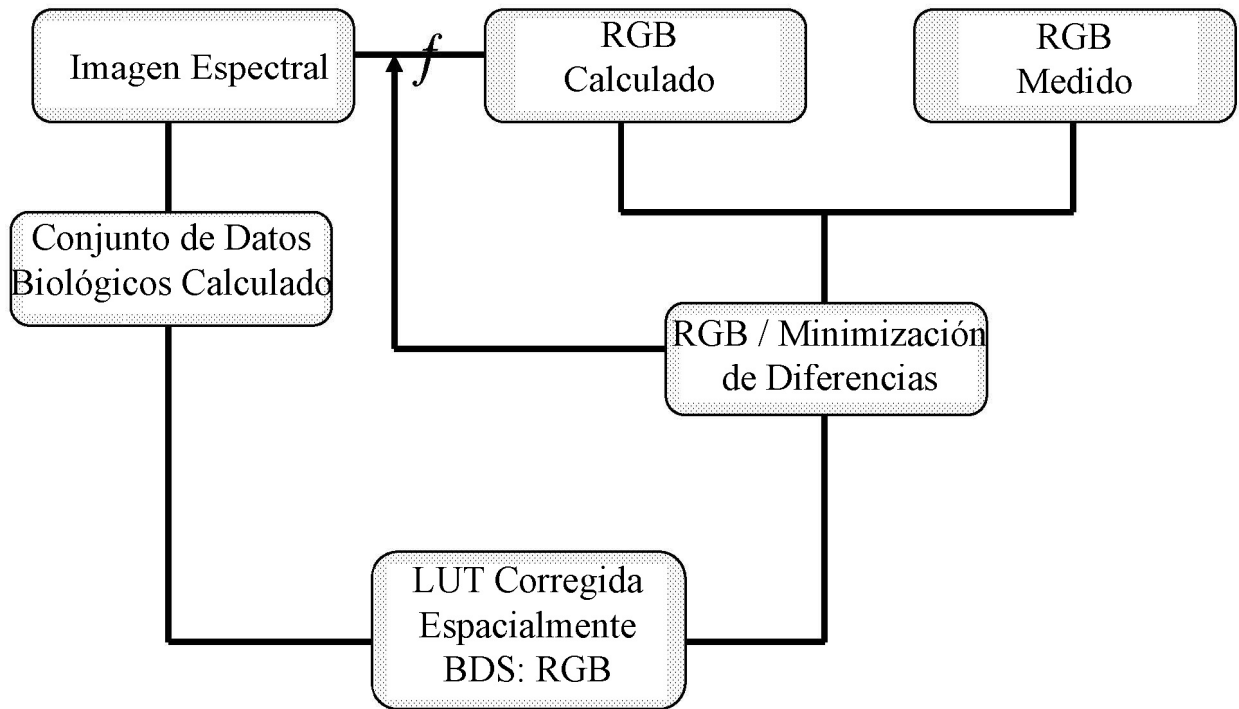 Imagen Espectral
f
RGB
Calculado
RGB
Medido
Conjunto de Datos
Biológicos Calculado
RGB / Minimización
de Diferencias
LUT Corregida
Espacialmente
BDS: RGB